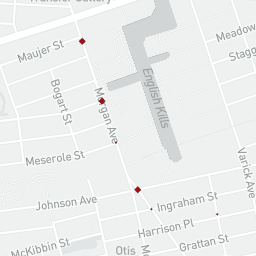 Maujer St
Meadow
Stagg
English Kills
Bogart St
Morgan Ave
Meserole St
Varick Ave
Johnson Ave
Ingraham St
Harrison Pl
McKibbin St
Otis
Grattan St